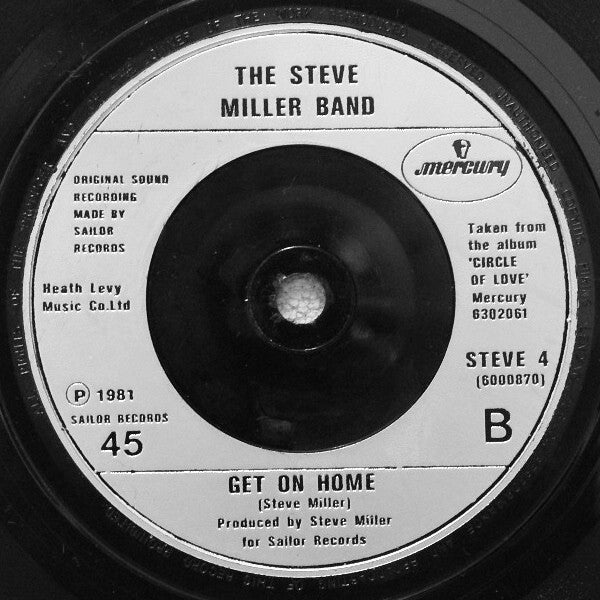 THE STEVE
MILLER BAND
mercury
ORIGINAL SOUND
RECORDING
MADE BY
SAILOR
RECORDS
Heath Levy
Music Co.Ltd
Taken from
the album
'CIRCLE
OF LOVE'
Mercury
6302061
STEVE 4
(6000870)
P 1981
SAILOR RECORDS
45
B
GET ON HOME
(Steve Miller)
Produced by Steve Miller
for Sailor Records